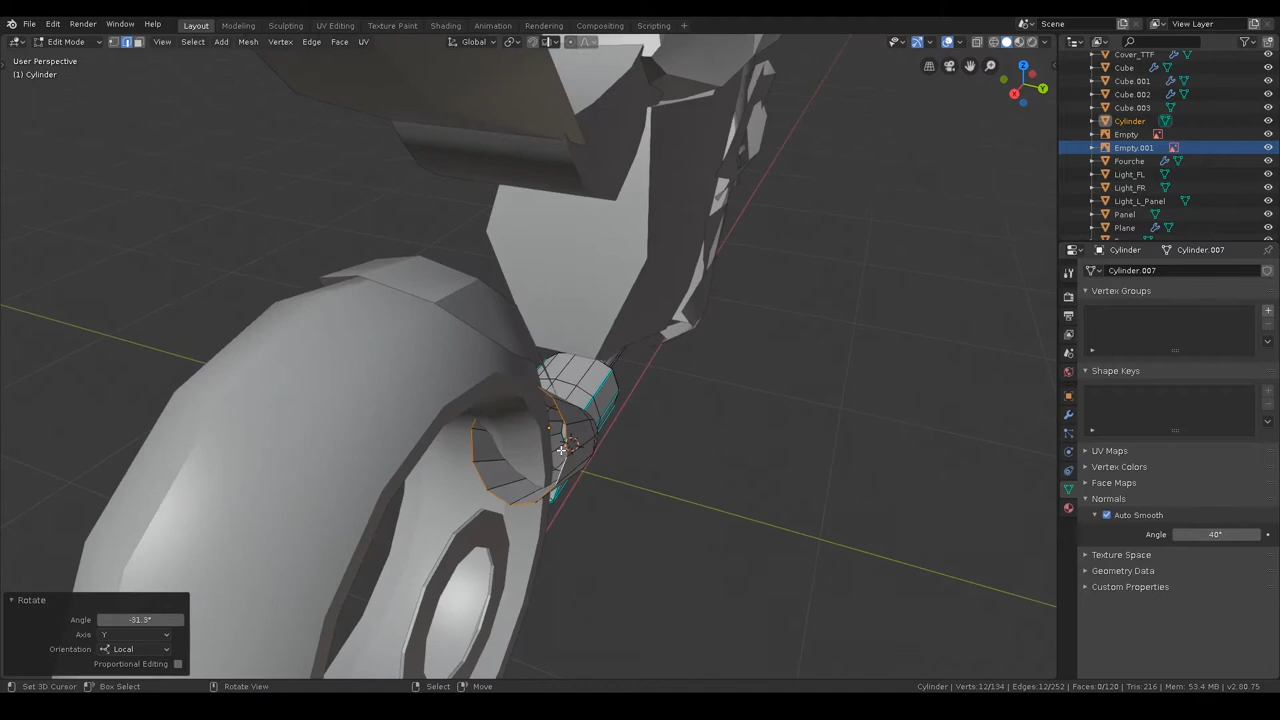 File Edit Render Window Help Layout Modeling Sculpting UV Editing Texture Paint Shading Animation Rendering Compositing Scripting + Scene View Layer
Edit Mode View Select Add Mesh Vertex Edge Face UV Global
User Perspective
(1) Cylinder
Z
Y
X
Cover_TTF
Cube
Cube.001
Cube.002
Cube.003
Cylinder
Empty
Empty.001
Fourche
Light_FL
Light_FR
Light_L_Panel
Panel
Plane
Cylinder Cylinder.007
Cylinder.007
Vertex Groups
Shape Keys
UV Maps
Vertex Colors
Face Maps
Normals
Auto Smooth
Angle 40°
Texture Space
Geometry Data
Custom Properties
Rotate
Angle -31.3°
Axis Y
Orientation Local
Proportional Editing
Set 3D Cursor Box Select Rotate View Select Move Cylinder | Verts:12/134 | Edges:12/252 | Faces:0/120 | Tris:216 | Mem: 53.4 MB | v2.80.75